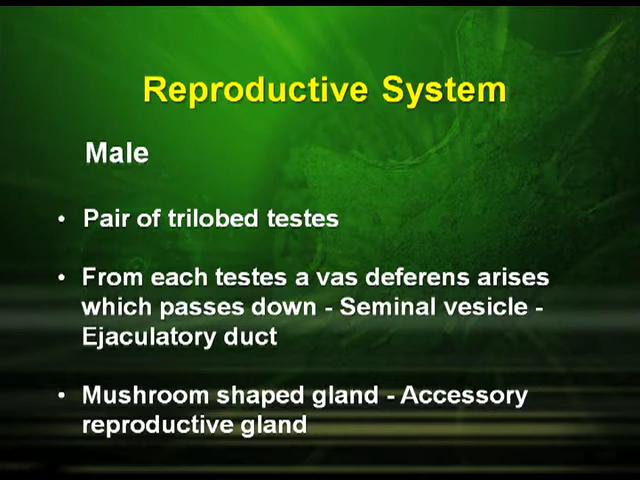 Reproductive System
Male
• Pair of trilobed testes
• From each testes a vas deferens arises
which passes down - Seminal vesicle -
Ejaculatory duct
• Mushroom shaped gland - Accessory
reproductive gland